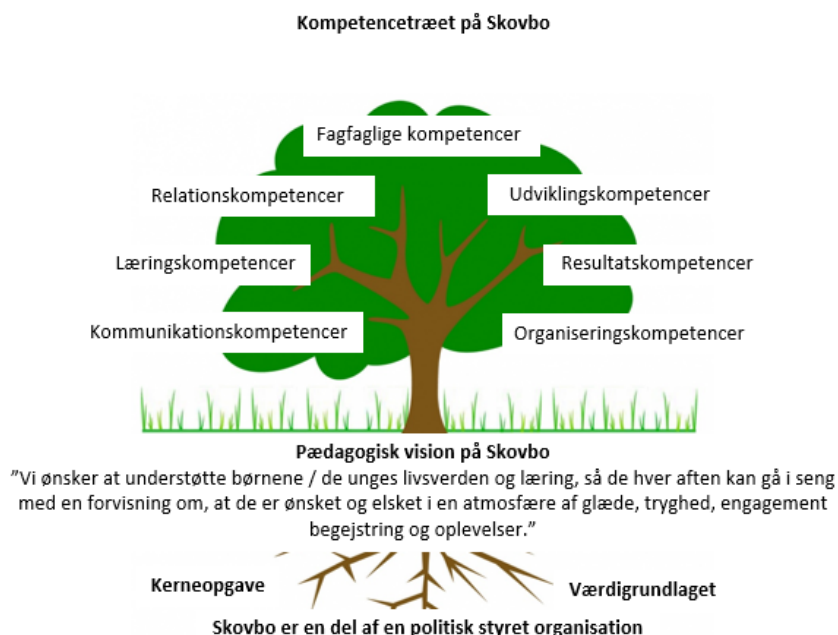 Kompetencetræet på Skovbo
Fagfaglige kompetencer
Relationskompetencer
Udviklingskompetencer
Læringskompetencer
Resultatskompetencer
Kommunikationskompetencer
Organiseringskompetencer
Pædagogisk vision på Skovbo
”Vi ønsker at understøtte børnene / de unges livsverden og læring, så de hver aften kan gå i seng
med en forvisning om, at de er ønsket og elsket i en atmosfære af glæde, tryghed, engagement
begejstring og oplevelser.”
Kerneopgave
Værdigrundlaget
Skovbo er en del af en politisk styret organisation